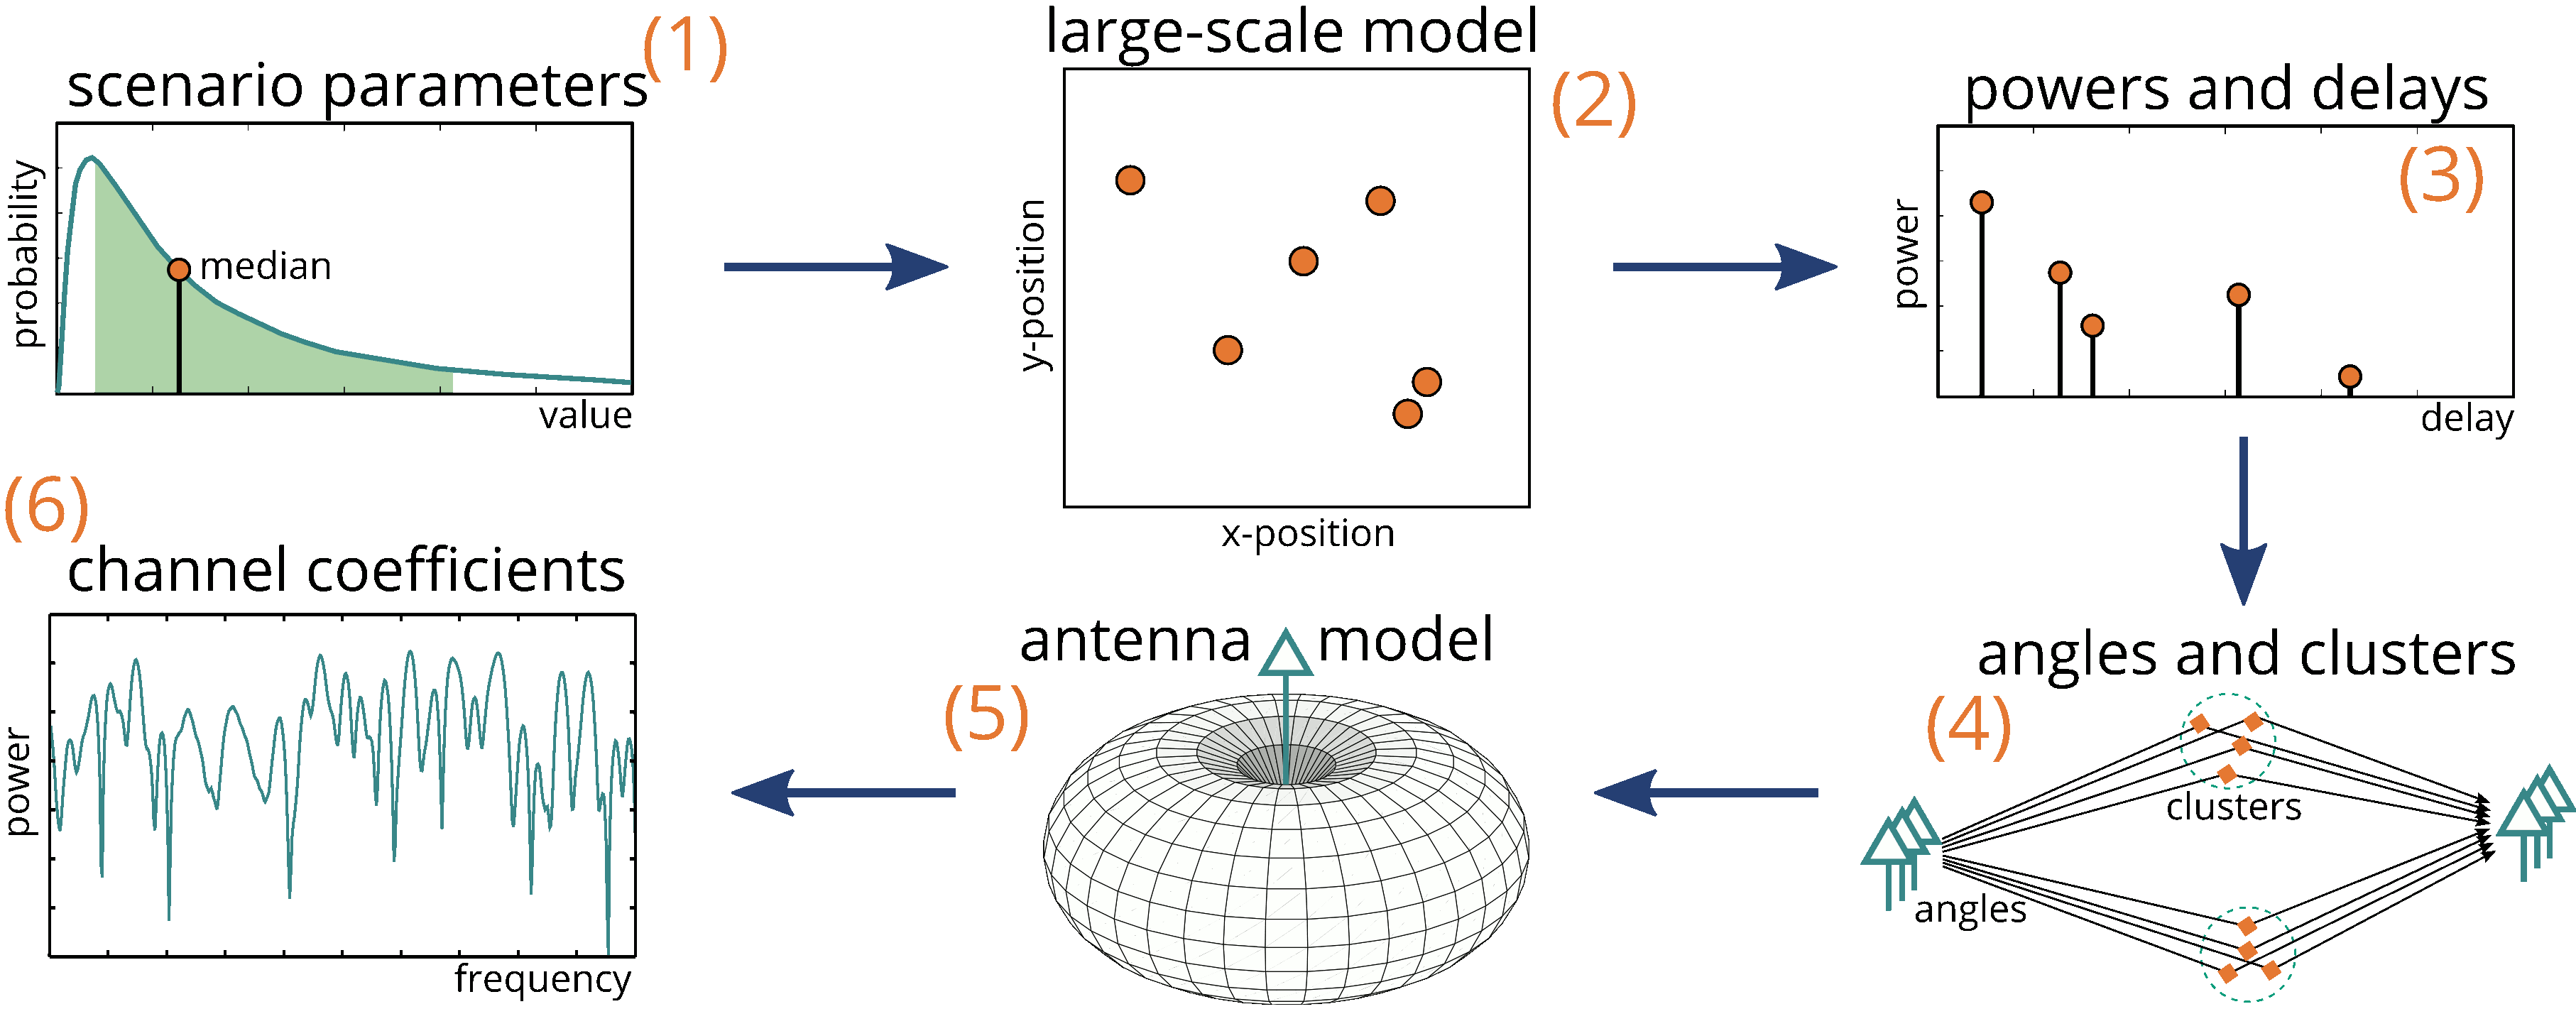 scenario parameters
(1)
probability
median
value
large-scale model
(2)
y-position
x-position
powers and delays
(3)
power
delay
angles and clusters
(4)
clusters
angles
antenna model
(5)
(6)
channel coefficients
power
frequency